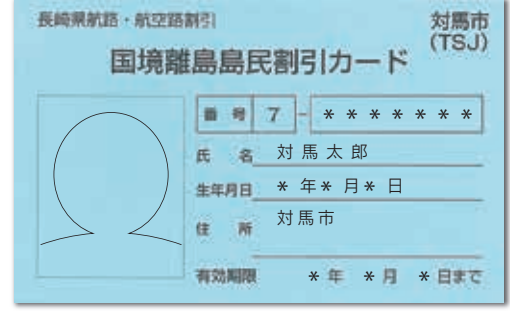 長崎県航路・航空路割引
対馬市
(TSJ)
国境離島島民割引カード
番号 7-*******
氏名 対馬太郎
生年月日 *年*月*日
住所 対馬市
有効期限 *年 *月 *日まで